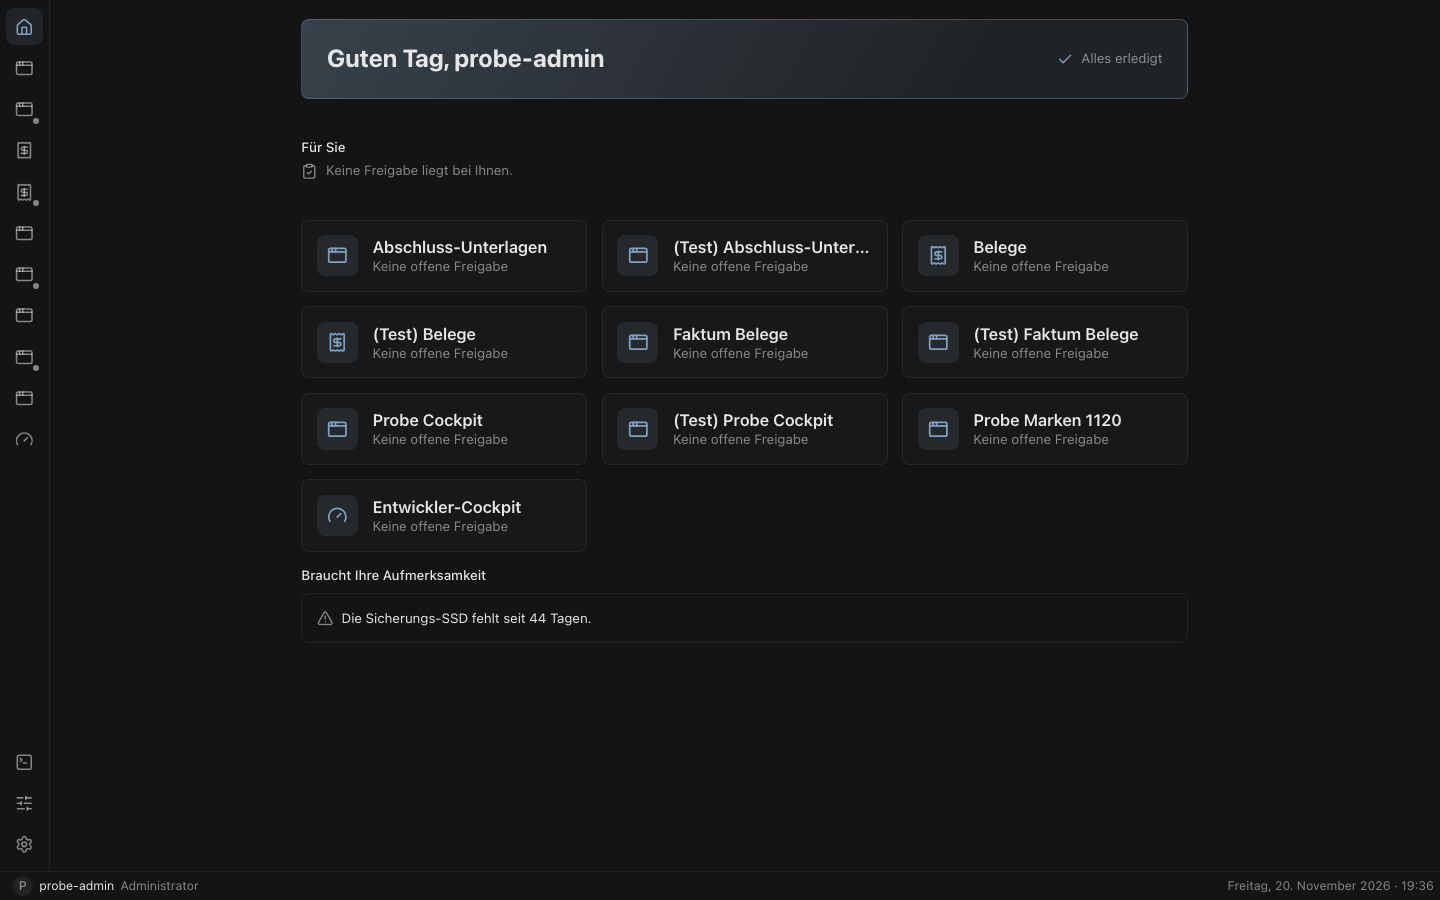 Guten Tag, probe-admin
Alles erledigt
Für Sie
Keine Freigabe liegt bei Ihnen.
Abschluss-Unterlagen
Keine offene Freigabe
(Test) Abschluss-Unter...
Keine offene Freigabe
Belege
Keine offene Freigabe
(Test) Belege
Keine offene Freigabe
Faktum Belege
Keine offene Freigabe
(Test) Faktum Belege
Keine offene Freigabe
Probe Cockpit
Keine offene Freigabe
(Test) Probe Cockpit
Keine offene Freigabe
Probe Marken 1120
Keine offene Freigabe
Entwickler-Cockpit
Keine offene Freigabe
Braucht Ihre Aufmerksamkeit
Die Sicherungs-SSD fehlt seit 44 Tagen.
P probe-admin Administrator
Freitag, 20. November 2026 · 19:36